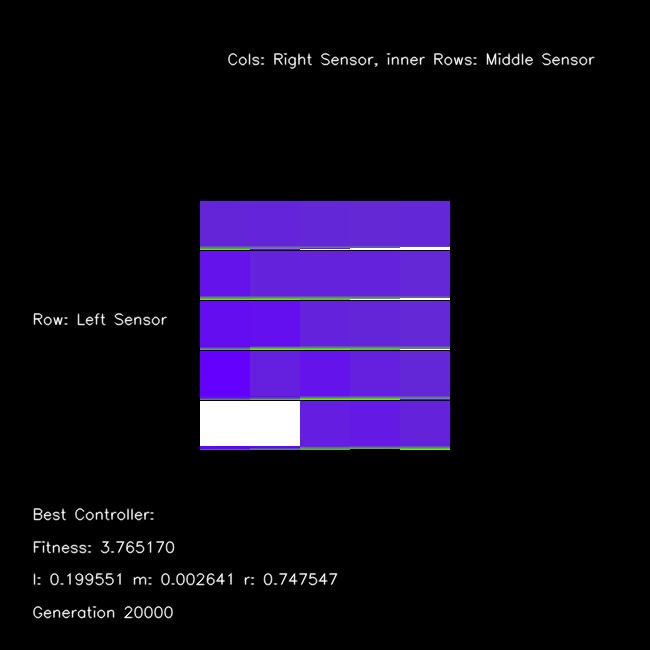 Cols: Right Sensor, inner Rows: Middle Sensor
Row: Left Sensor
Best Controller:
Fitness: 3.765170
l: 0.199551 m: 0.002641 r: 0.747547
Generation 20000